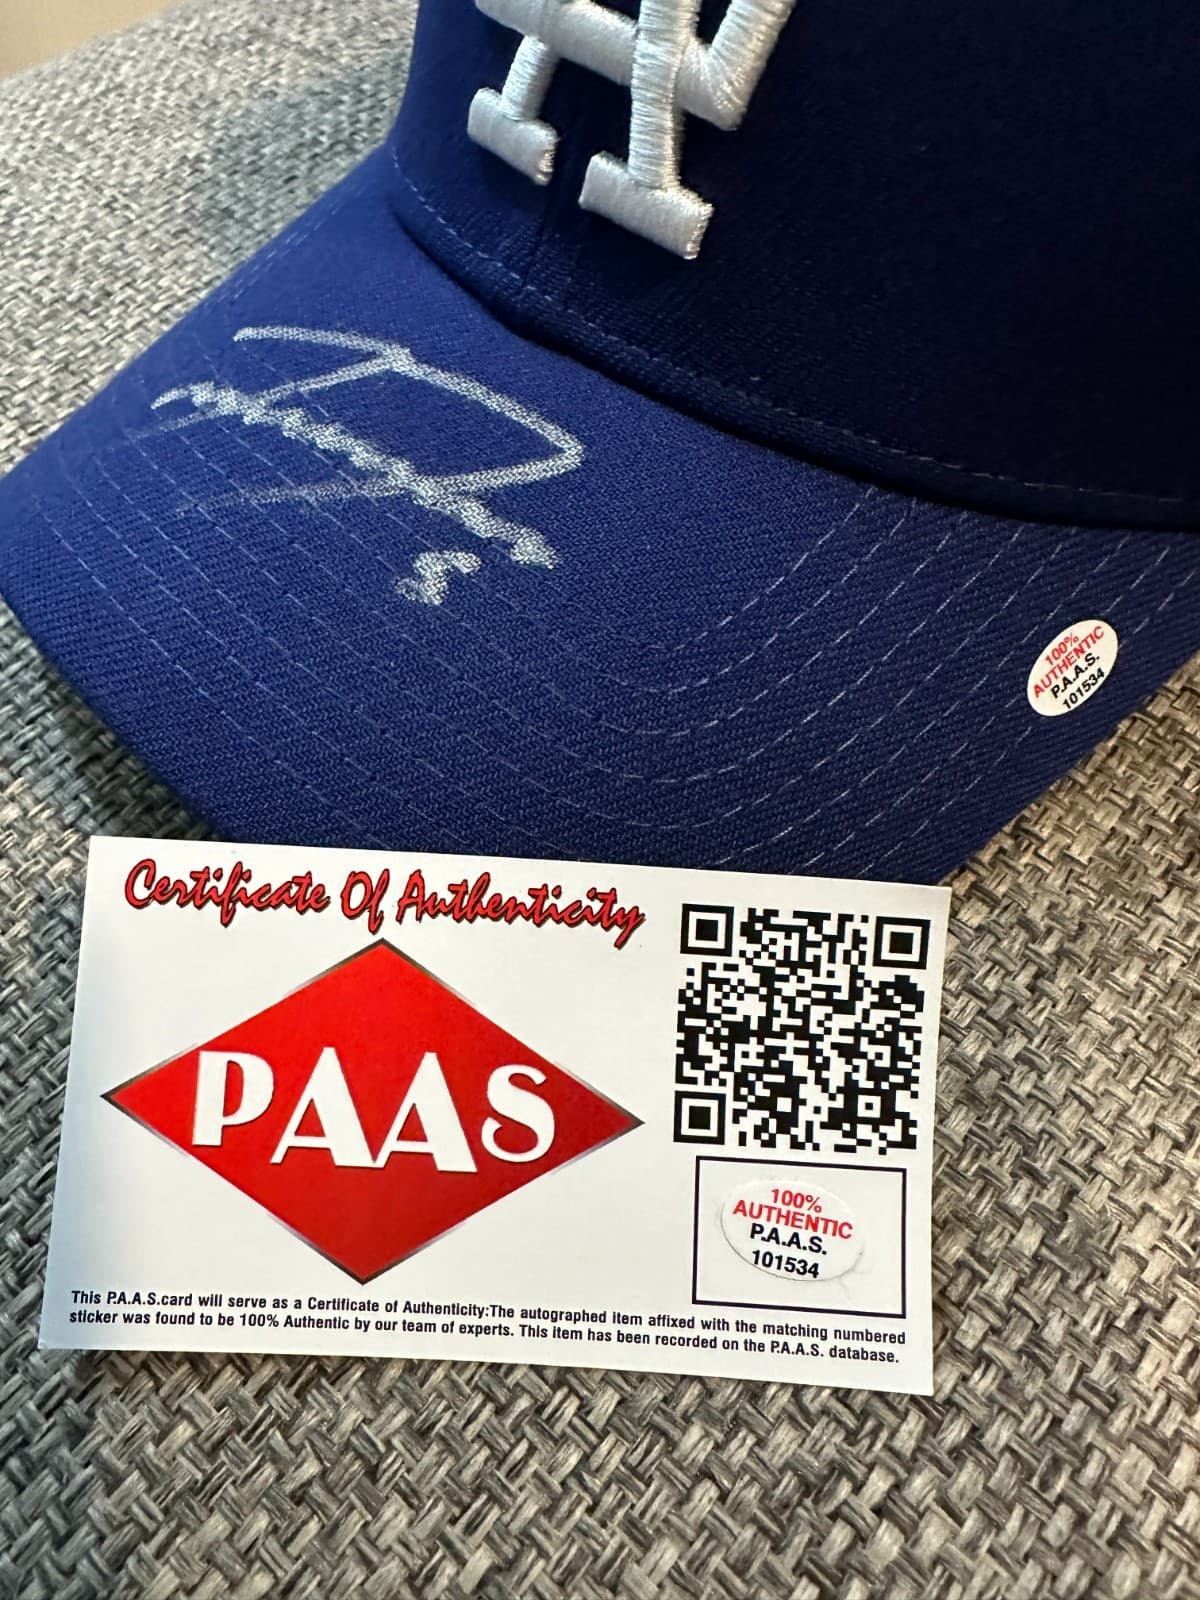 100%
AUTHENTIC
P.A.A.S.
101534
Certificate Of Authenticity
PAAS
100%
AUTHENTIC
P.A.A.S.
101534
This P.A.A.S.card will serve as a Certificate of Authenticity:The autographed item affixed with the matching numbered
sticker was found to be 100% Authentic by our team of experts. This item has been recorded on the P.A.A.S. database.